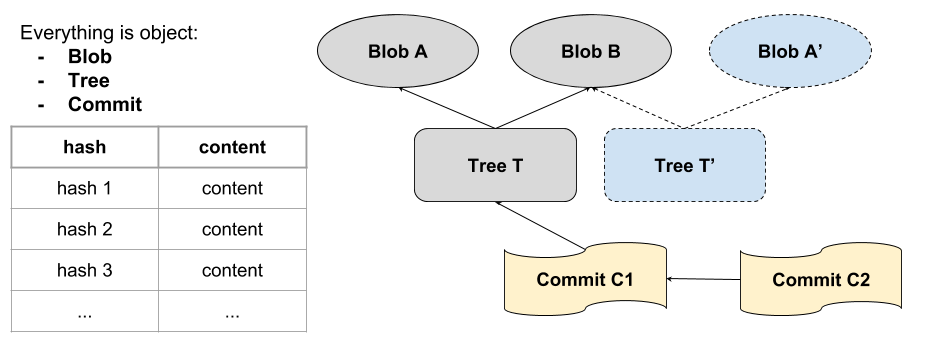 Everything is object:
- Blob
- Tree
- Commit
hash content
hash 1 content
hash 2 content
hash 3 content
... ...
Blob A
Blob B
Blob A’
Tree T
Tree T’
Commit C1
Commit C2